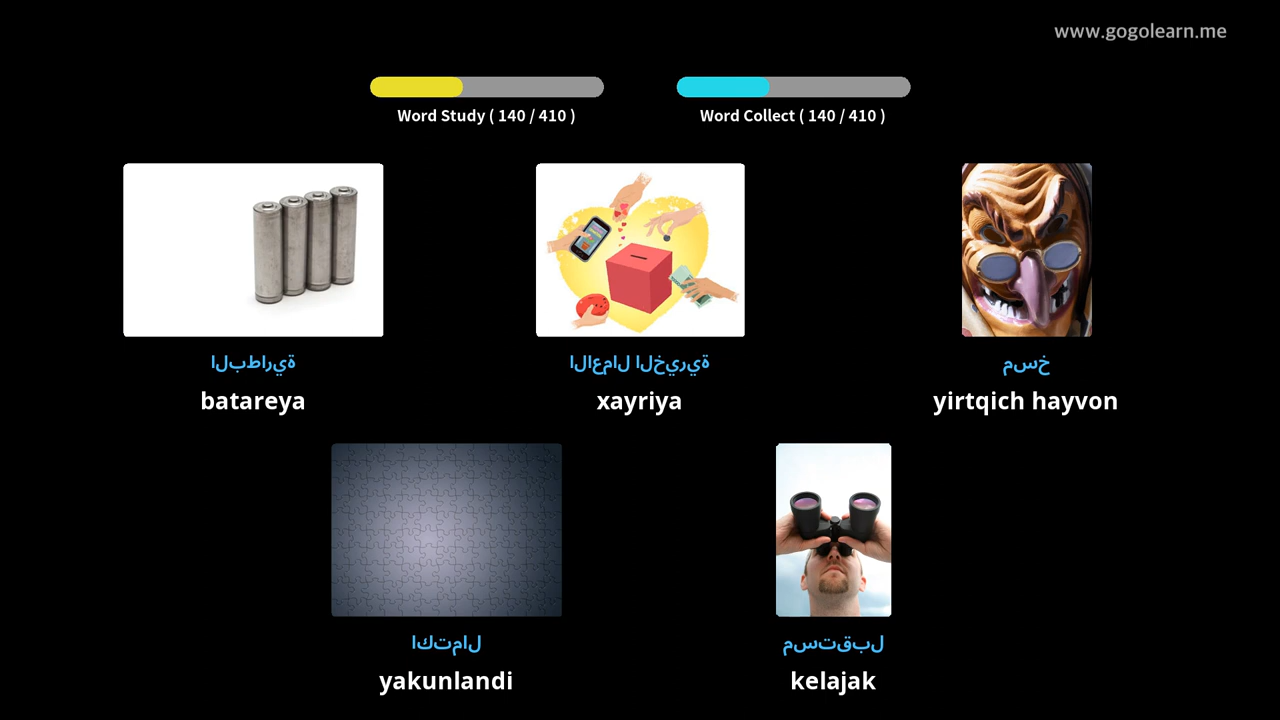 www.gogolearn.me
Word Study ( 140 / 410 )
Word Collect ( 140 / 410 )
البطارية
batareya
الاعمال الخيرية
xayriya
مسخ
yirtqich hayvon
اكتمال
yakunlandi
مستقبل
kelajak